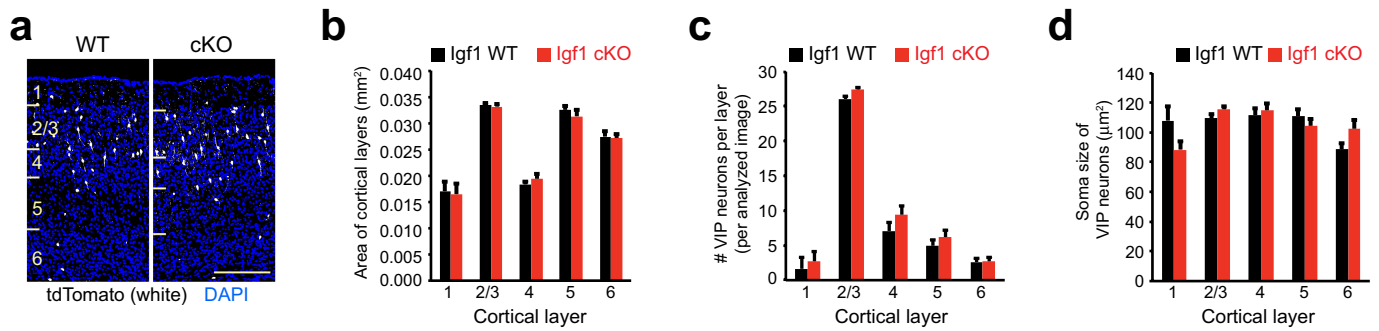 a
WT cKO
1
2/3
4
5
6
tdTomato (white) DAPI
b
Igf1 WT Igf1 cKO
Area of cortical layers (mm²)
0.040
0.035
0.030
0.025
0.020
0.015
0.010
0.005
0.000
1 2/3 4 5 6
Cortical layer
c
Igf1 WT Igf1 cKO
# VIP neurons per layer
(per analyzed image)
30
25
20
15
10
5
0
1 2/3 4 5 6
Cortical layer
d
Igf1 WT Igf1 cKO
Soma size of
VIP neurons (µm²)
140
120
100
80
60
40
20
0
1 2/3 4 5 6
Cortical layer